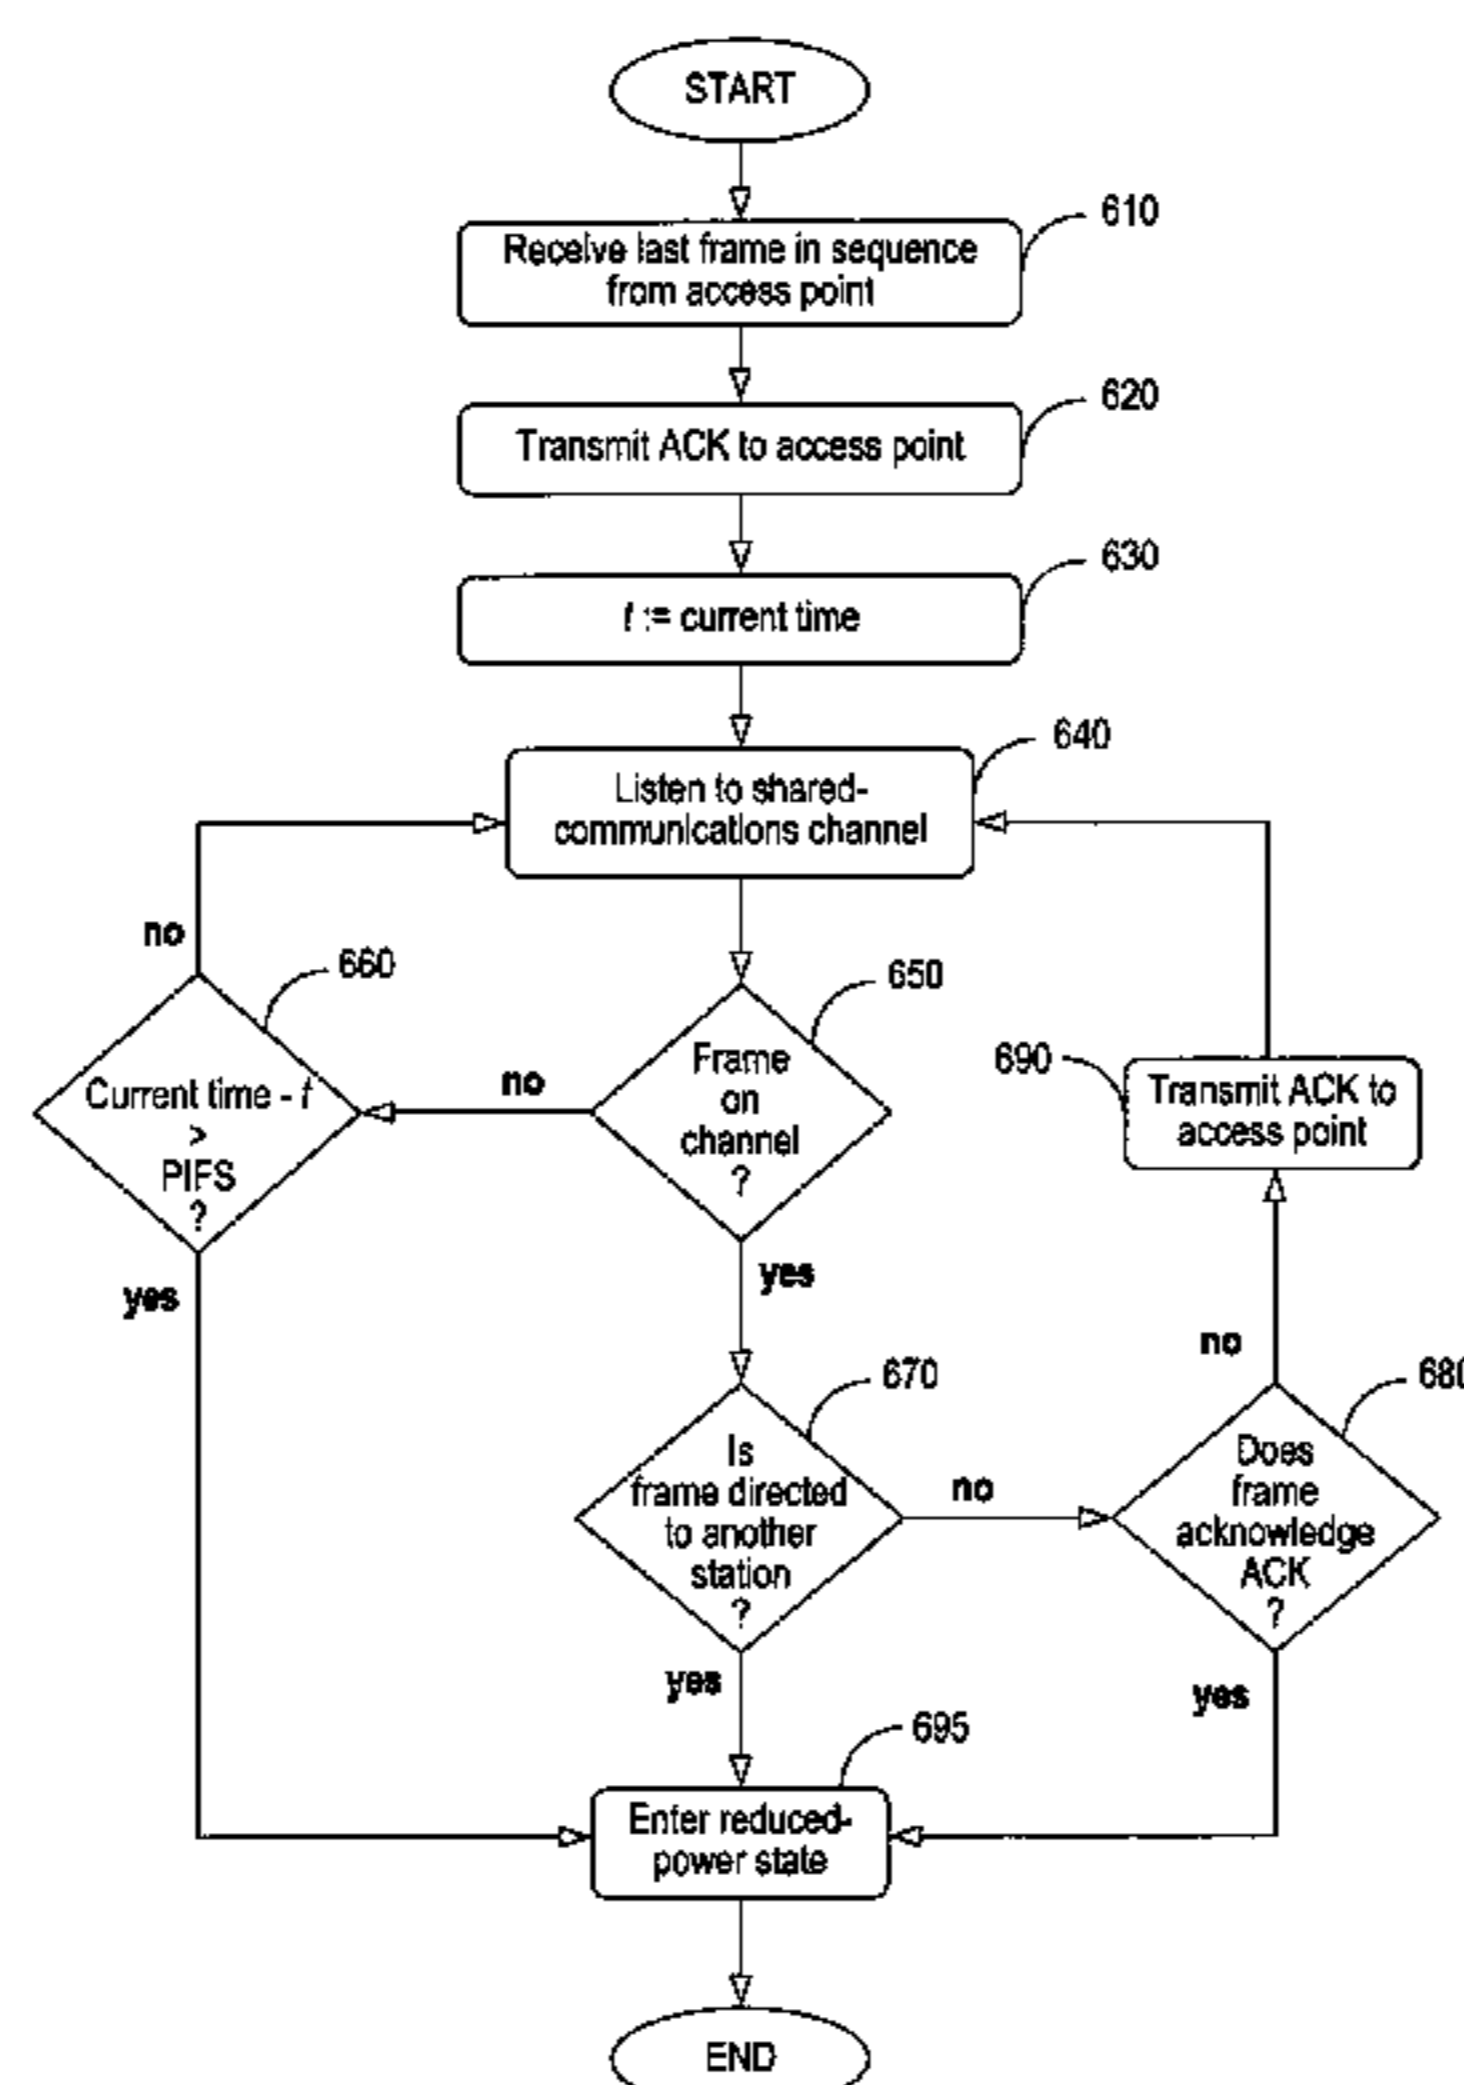 START
610
Receive last frame in sequence
from access point
620
Transmit ACK to access point
630
t := current time
640
Listen to shared-
communications channel
no
660
650
Current time - t
>
PIFS
?
no
Frame
on
channel
?
690
Transmit ACK to
access point
yes
yes
no
670
680
Is
frame directed
to another
station
?
no
Does
frame
acknowledge
ACK
?
yes
yes
695
Enter reduced-
power state
END